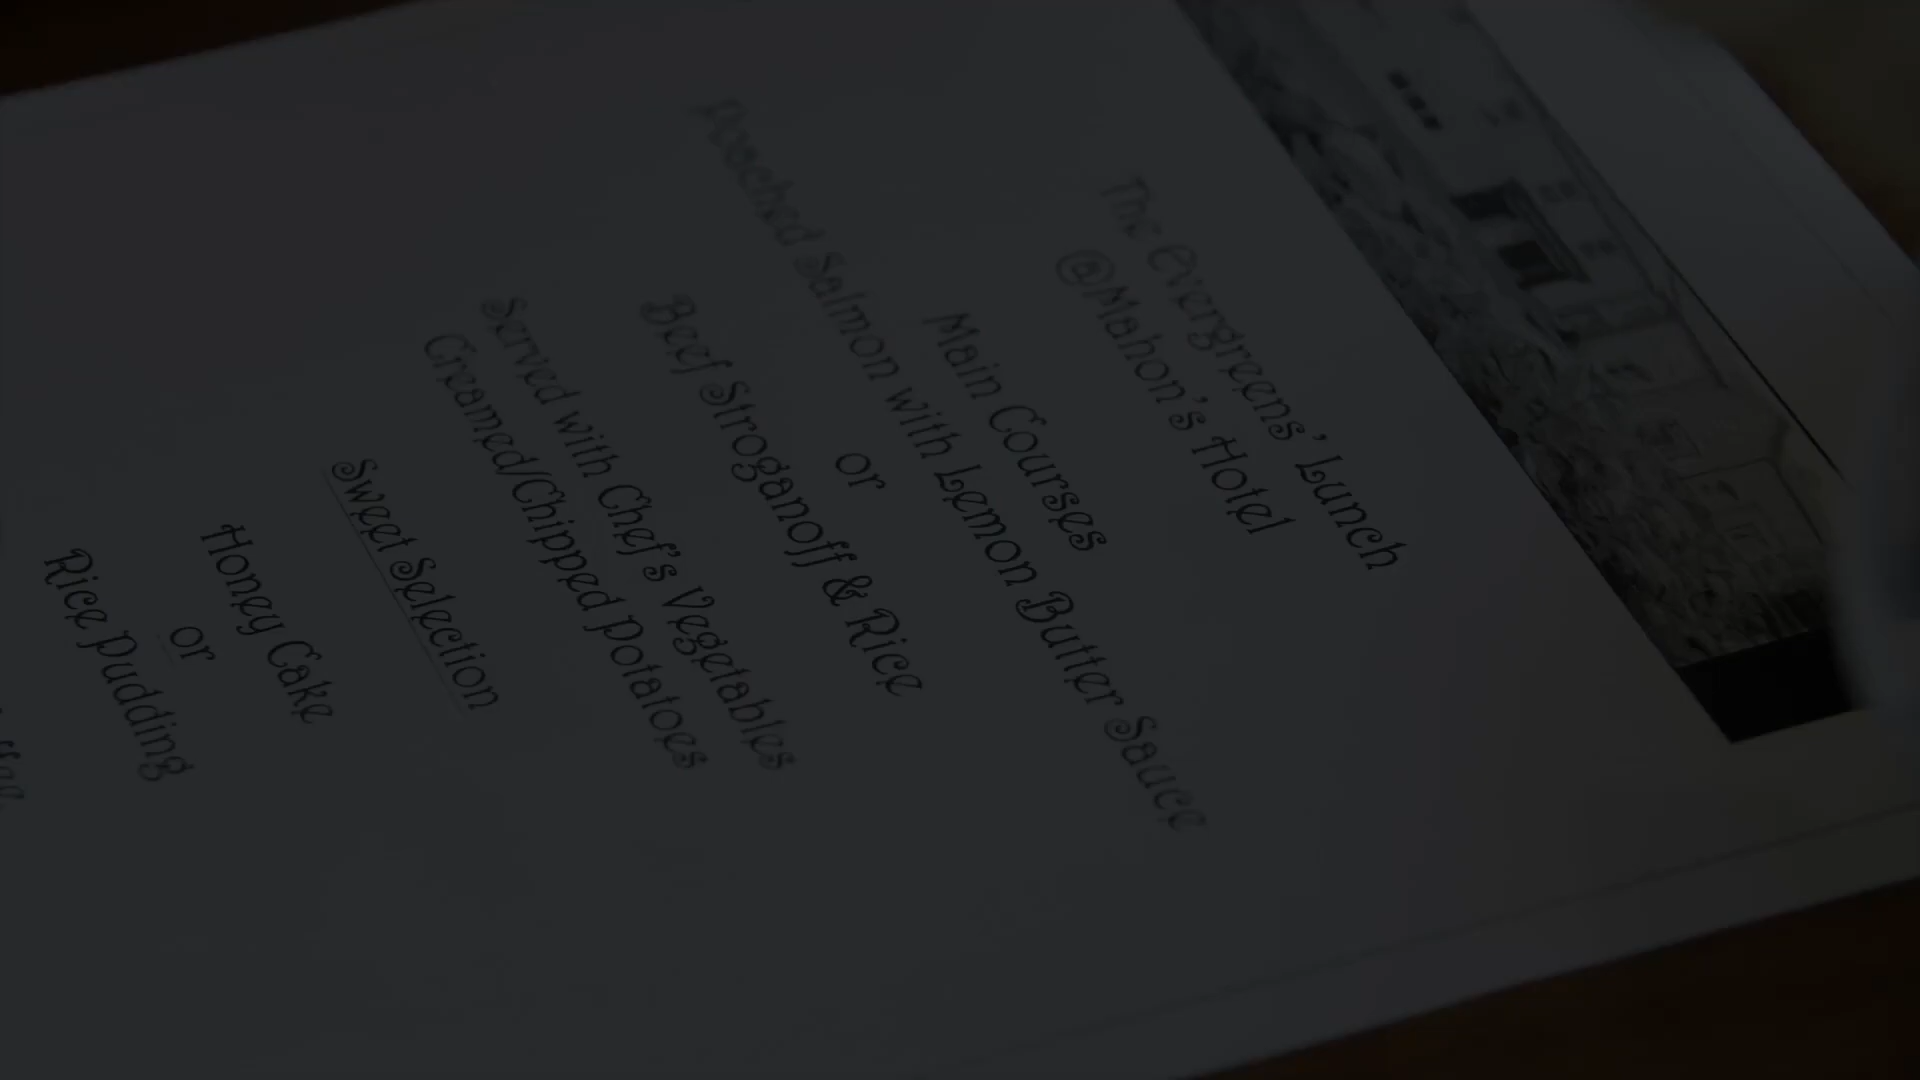 The Evergreens' Lunch
@Mahon's Hotel
Main Courses
Poached Salmon with Lemon Butter Sauce
or
Beef Stroganoff & Rice
Served with Chef's Vegetables
Creamed/Chipped Potatoes
Sweet Selection
Honey Cake
or
Rice Pudding